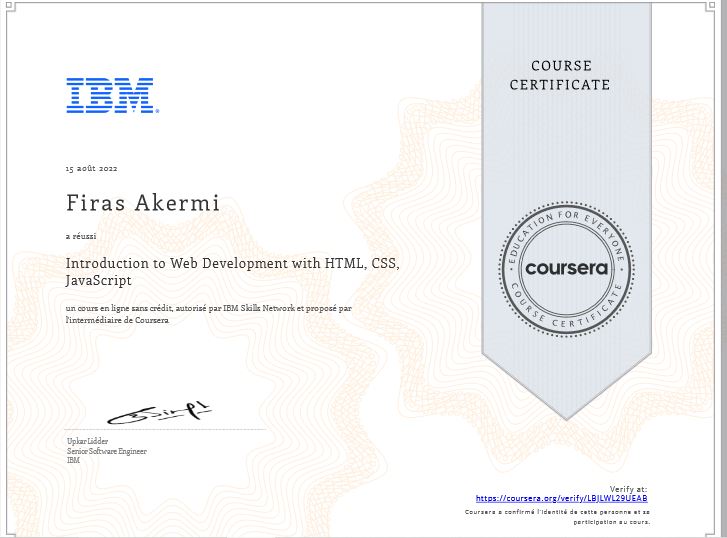 COURSE
CERTIFICATE
IBM
15 août 2022
Firas Akermi
a réussi
Introduction to Web Development with HTML, CSS,
JavaScript
un cours en ligne sans crédit, autorisé par IBM Skills Network et proposé par
l'intermédiaire de Coursera
EDUCATION FOR EVERYONE
coursera
COURSE CERTIFICATE
Upkar Lidder
Senior Software Engineer
IBM
Verify at:
https://coursera.org/verify/LBJLWL29UEAB
Coursera a confirmé l'identité de cette personne et sa
participation au cours.